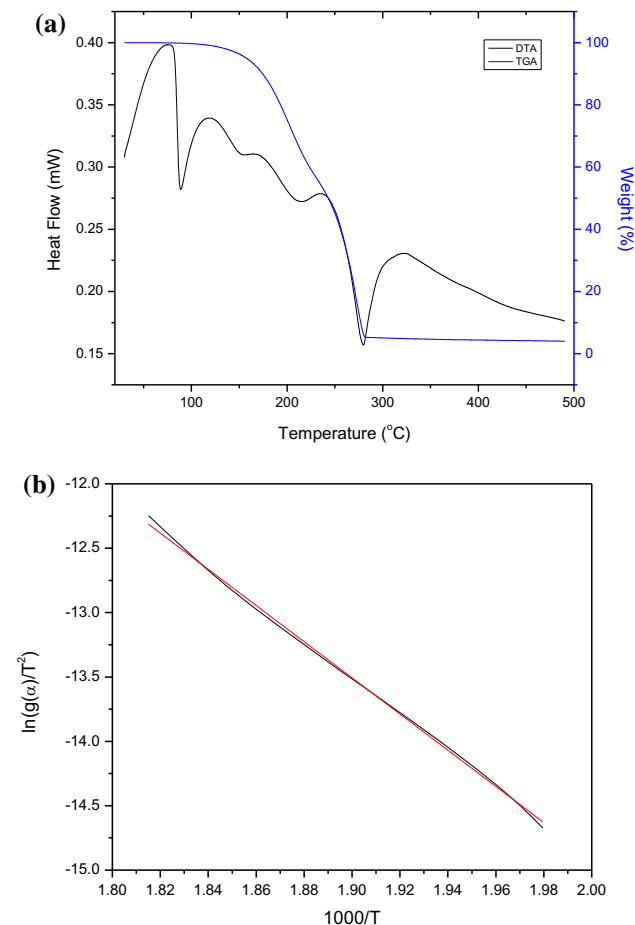 (a)
DTA
TGA
Heat Flow (mW)
0.40
0.35
0.30
0.25
0.20
0.15
Weight (%)
100
80
60
40
20
0
100 200 300 400 500
Temperature (°C)
(b)
ln(g(α)/T²)
-12.0
-12.5
-13.0
-13.5
-14.0
-14.5
-15.0
1.80 1.82 1.84 1.86 1.88 1.90 1.92 1.94 1.96 1.98 2.00
1000/T